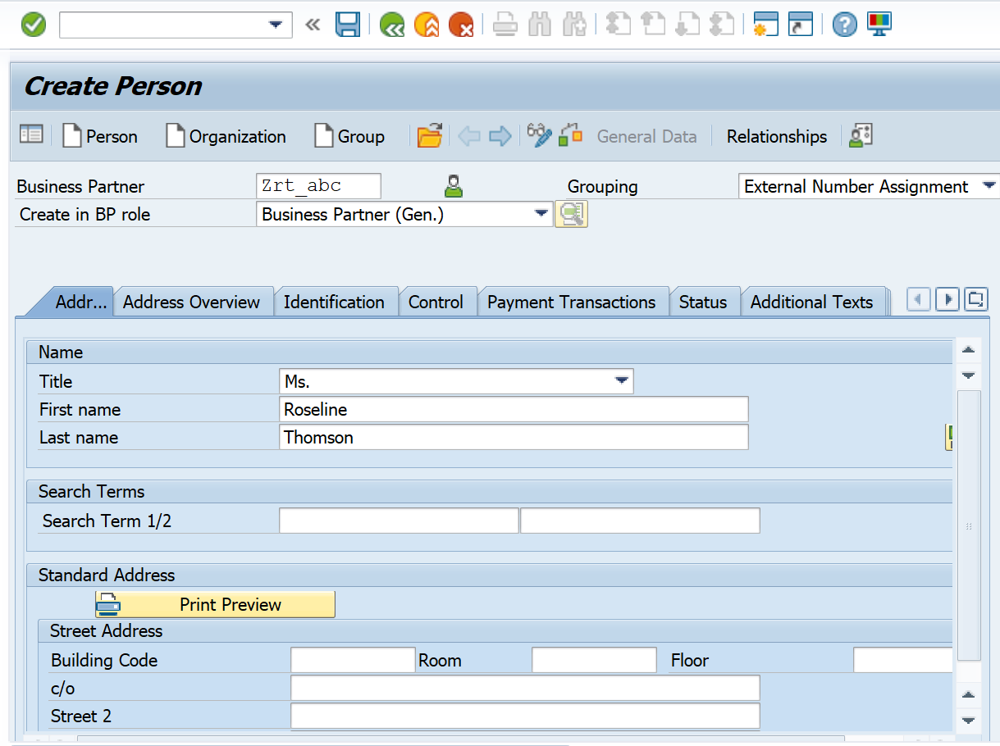 Create Person
Person Organization Group General Data Relationships
Business Partner Zrt_abc Grouping External Number Assignment
Create in BP role Business Partner (Gen.)
Addr... Address Overview Identification Control Payment Transactions Status Additional Texts
Name
Title Ms.
First name Roseline
Last name Thomson
Search Terms
Search Term 1/2
Standard Address
Print Preview
Street Address
Building Code Room Floor
c/o
Street 2